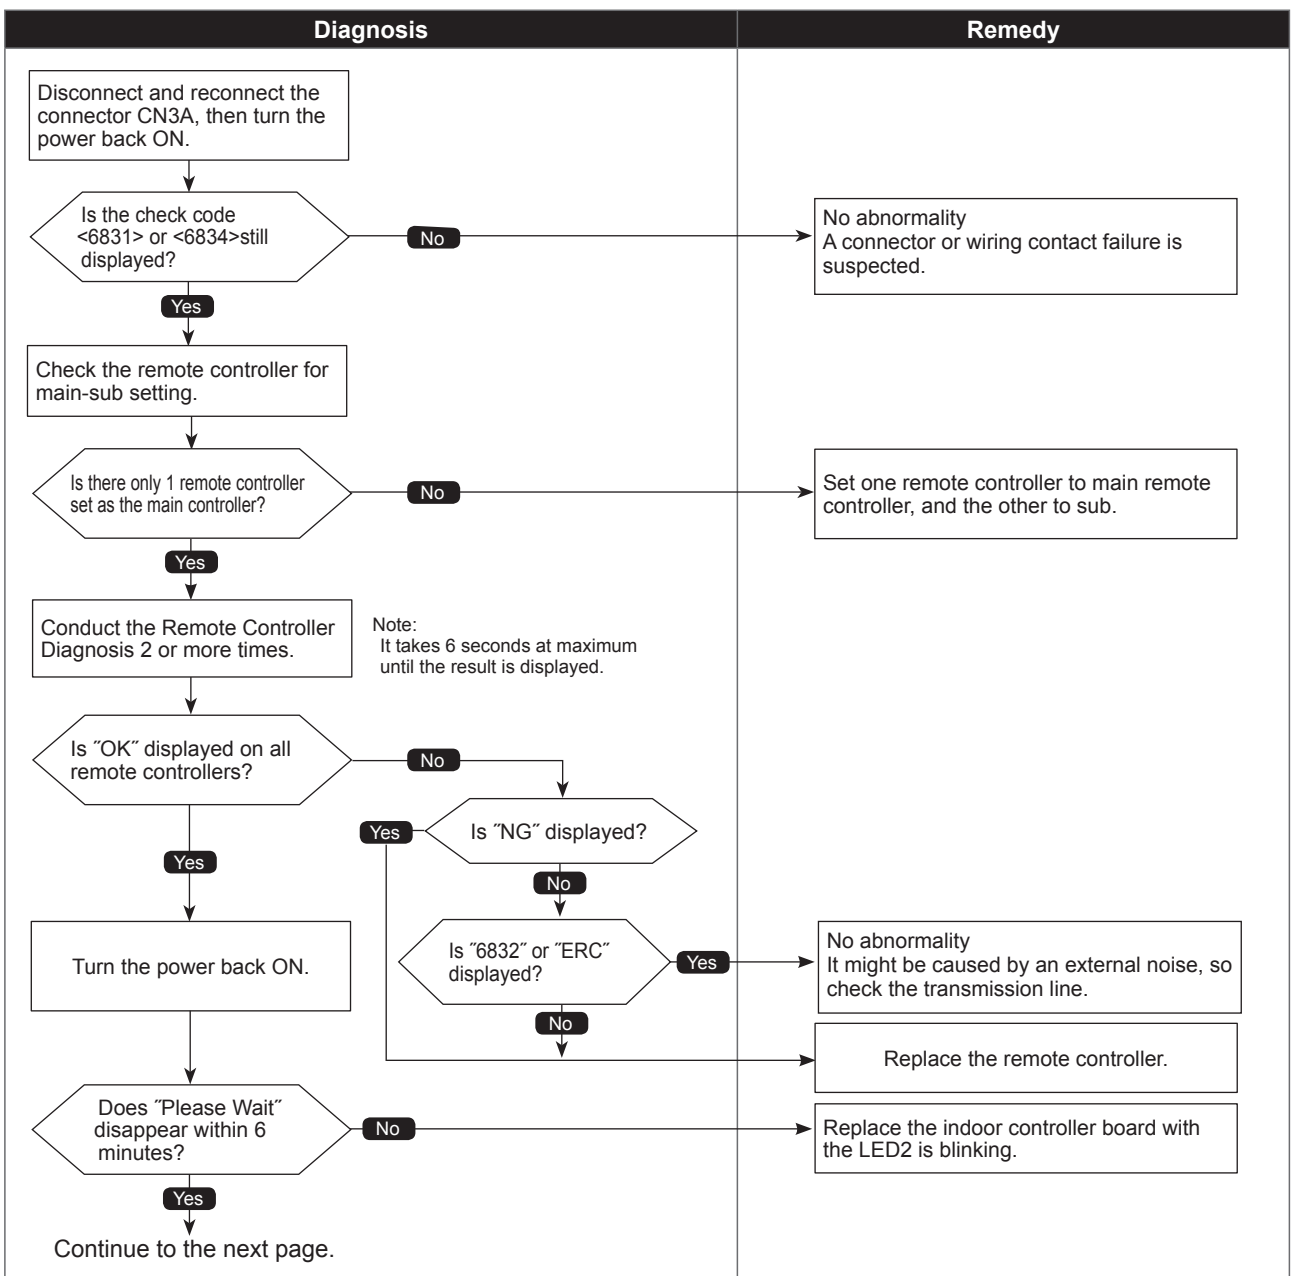 Diagnosis
Remedy
Disconnect and reconnect the
connector CN3A, then turn the
power back ON.
Is the check code
<6831> or <6834>still
displayed?
No
No abnormality
A connector or wiring contact failure is
suspected.
Yes
Check the remote controller for
main-sub setting.
Is there only 1 remote controller
set as the main controller?
No
Set one remote controller to main remote
controller, and the other to sub.
Yes
Conduct the Remote Controller
Diagnosis 2 or more times.
Note:
It takes 6 seconds at maximum
until the result is displayed.
Is ˝OK˝ displayed on all
remote controllers?
No
Is ˝NG˝ displayed?
Yes
No
Yes
Is ˝6832˝ or ˝ERC˝
displayed?
Yes
No abnormality
It might be caused by an external noise, so
check the transmission line.
No
Replace the remote controller.
Turn the power back ON.
Does ˝Please Wait˝
disappear within 6
minutes?
No
Replace the indoor controller board with
the LED2 is blinking.
Yes
Continue to the next page.